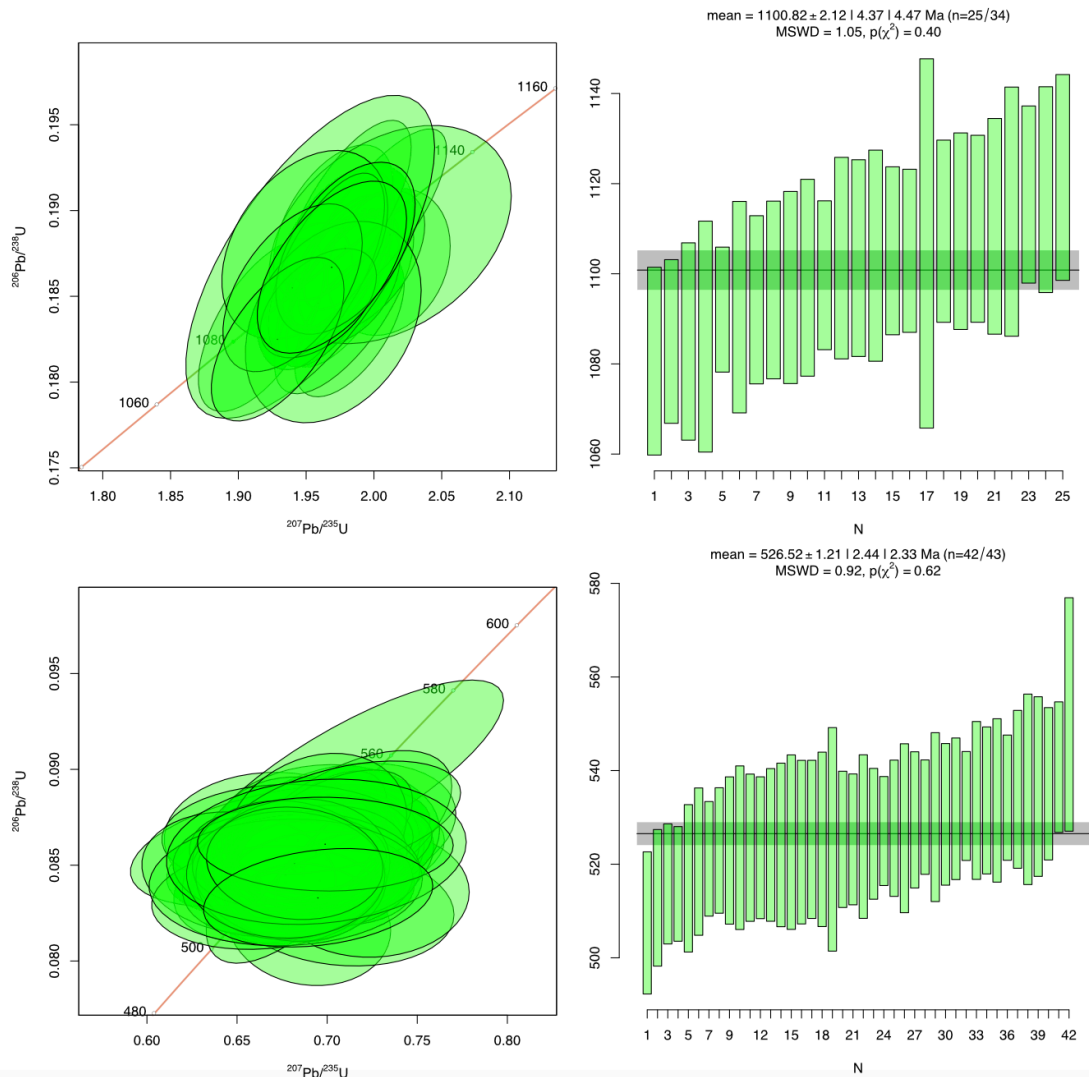 mean = 1100.82 ± 2.12 | 4.37 | 4.47 Ma (n=25/34)
MSWD = 1.05, p(χ²) = 0.40
1160
1140
1080
1060
0.195
0.190
0.185
0.180
0.175
²⁰⁶Pb/²³⁸U
1.80 1.85 1.90 1.95 2.00 2.05 2.10
²⁰⁷Pb/²³⁵U
1140
1120
1100
1080
1060
1 3 5 7 9 11 13 15 17 19 21 23 25
N
mean = 526.52 ± 1.21 | 2.44 | 2.33 Ma (n=42/43)
MSWD = 0.92, p(χ²) = 0.62
600
580
560
500
480
0.095
0.090
0.085
0.080
²⁰⁶Pb/²³⁸U
0.60 0.65 0.70 0.75 0.80
²⁰⁷Pb/²³⁵U
580
560
540
520
500
1 3 5 7 9 12 15 18 21 24 27 30 33 36 39 42
N